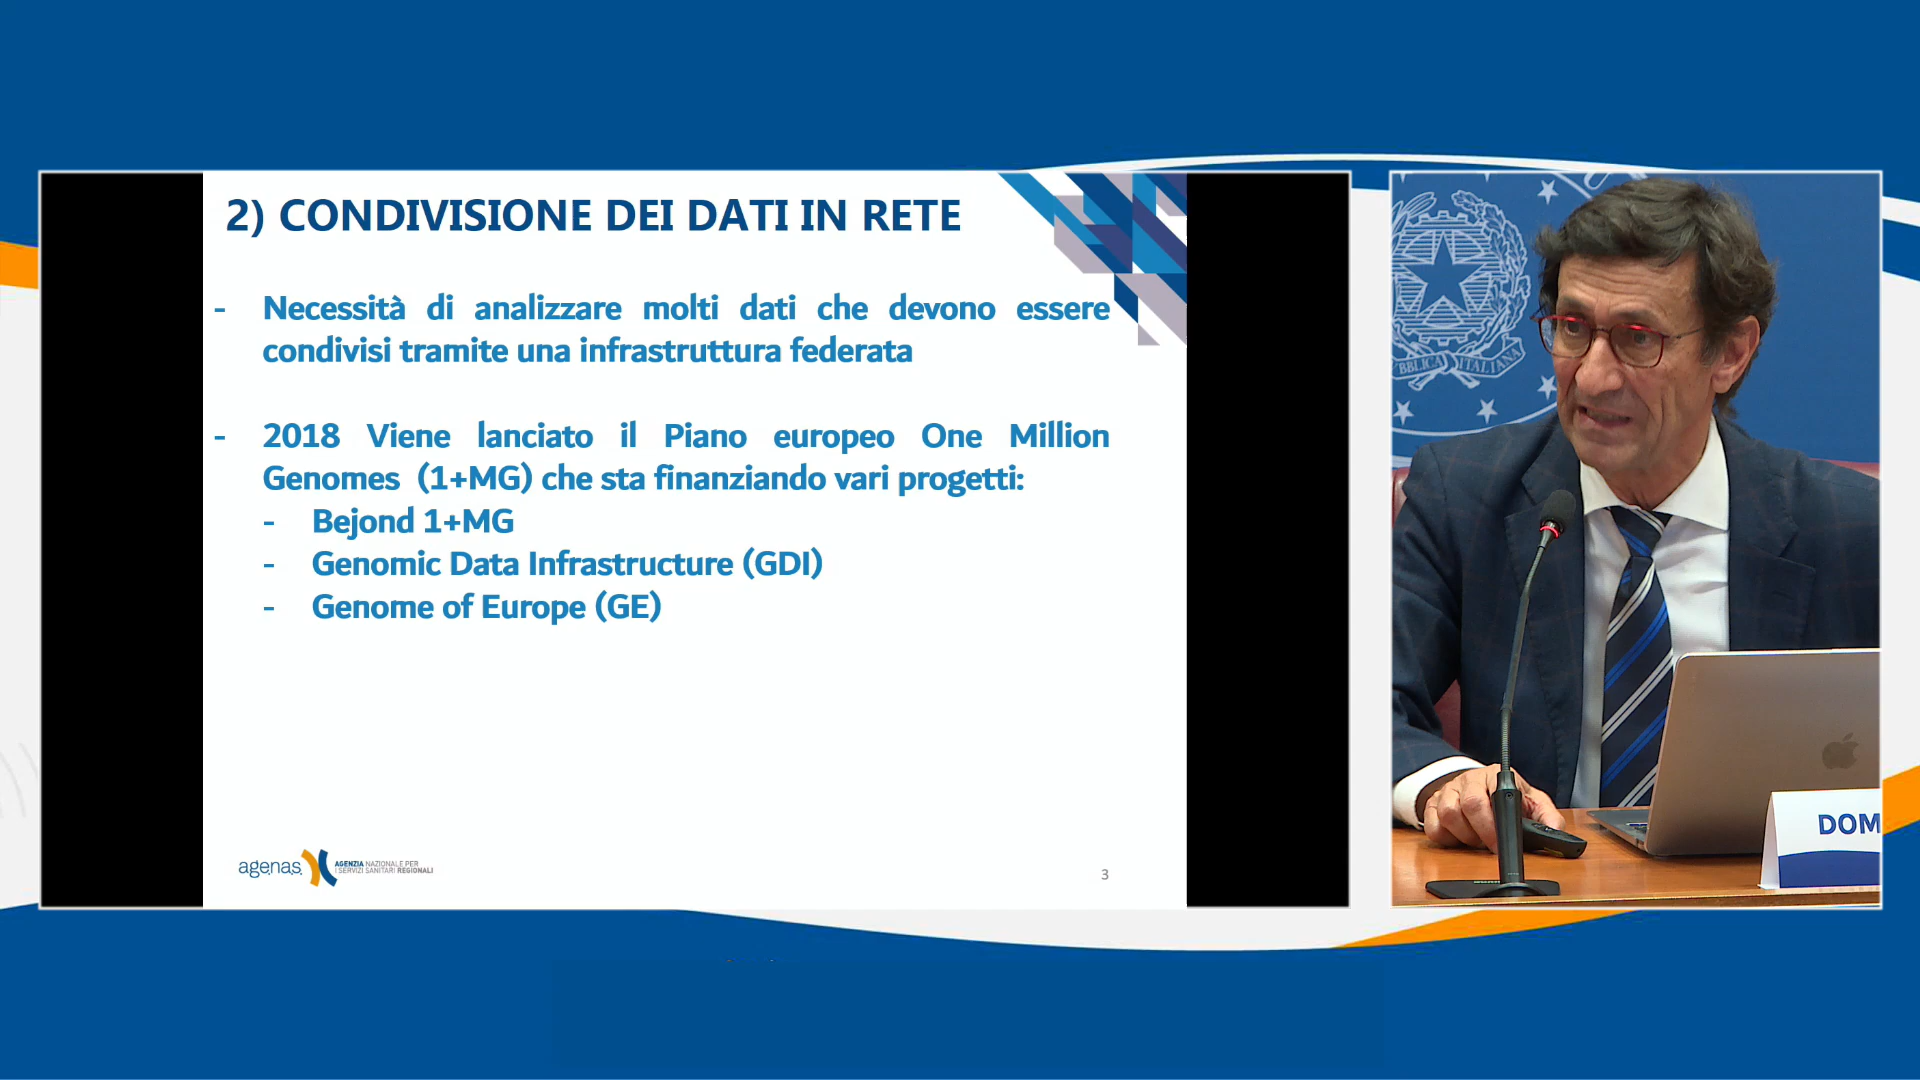 2) CONDIVISIONE DEI DATI IN RETE
- Necessità di analizzare molti dati che devono essere
condivisi tramite una infrastruttura federata
- 2018 Viene lanciato il Piano europeo One Million
Genomes (1+MG) che sta finanziando vari progetti:
- Bejond 1+MG
- Genomic Data Infrastructure (GDI)
- Genome of Europe (GE)
agenas
AGENZIA NAZIONALE PER
I SERVIZI SANITARI REGIONALI
3
PBBLICA ITALIANA
DOM